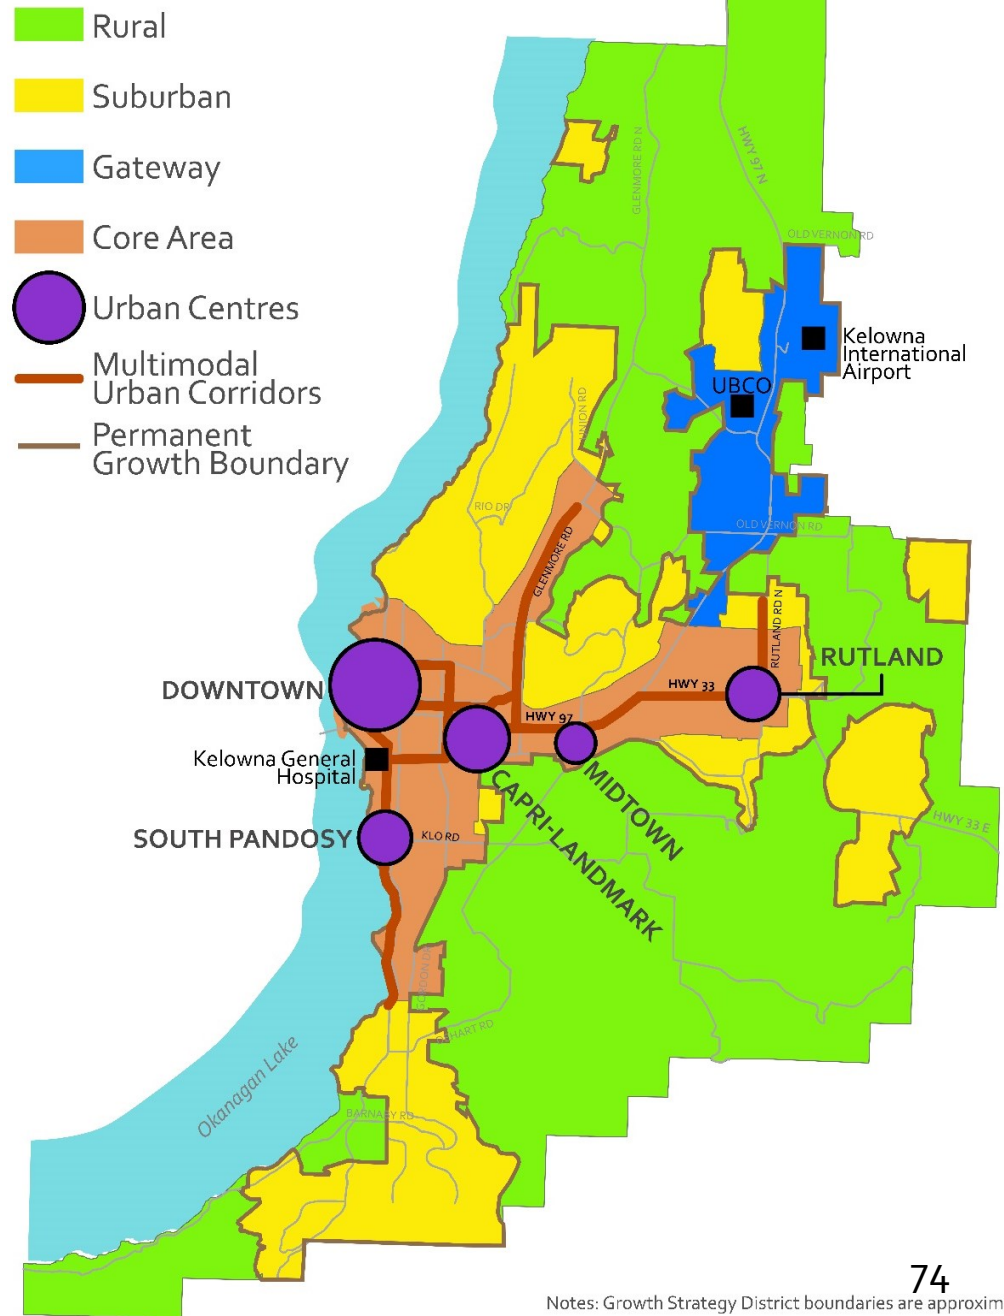 Rural
Suburban
Gateway
Core Area
Urban Centres
Multimodal
Urban Corridors
Permanent
Growth Boundary
GLENMORE RD N
HWY 97 N
OLD VERNON RD
Kelowna
International
Airport
UBCO
UNION RD
RIO DR
GLENMORE RD
OLD VERNON RD
RUTLAND RD N
RUTLAND
DOWNTOWN
HWY 33
HWY 97
Kelowna General
Hospital
MIDTOWN
CAPRI-LANDMARK
SOUTH PANDOSY
KLO RD
HWY 33 E
GORDON DR
Okanagan Lake
BARNABY RD
74
Notes: Growth Strategy District boundaries are approxim